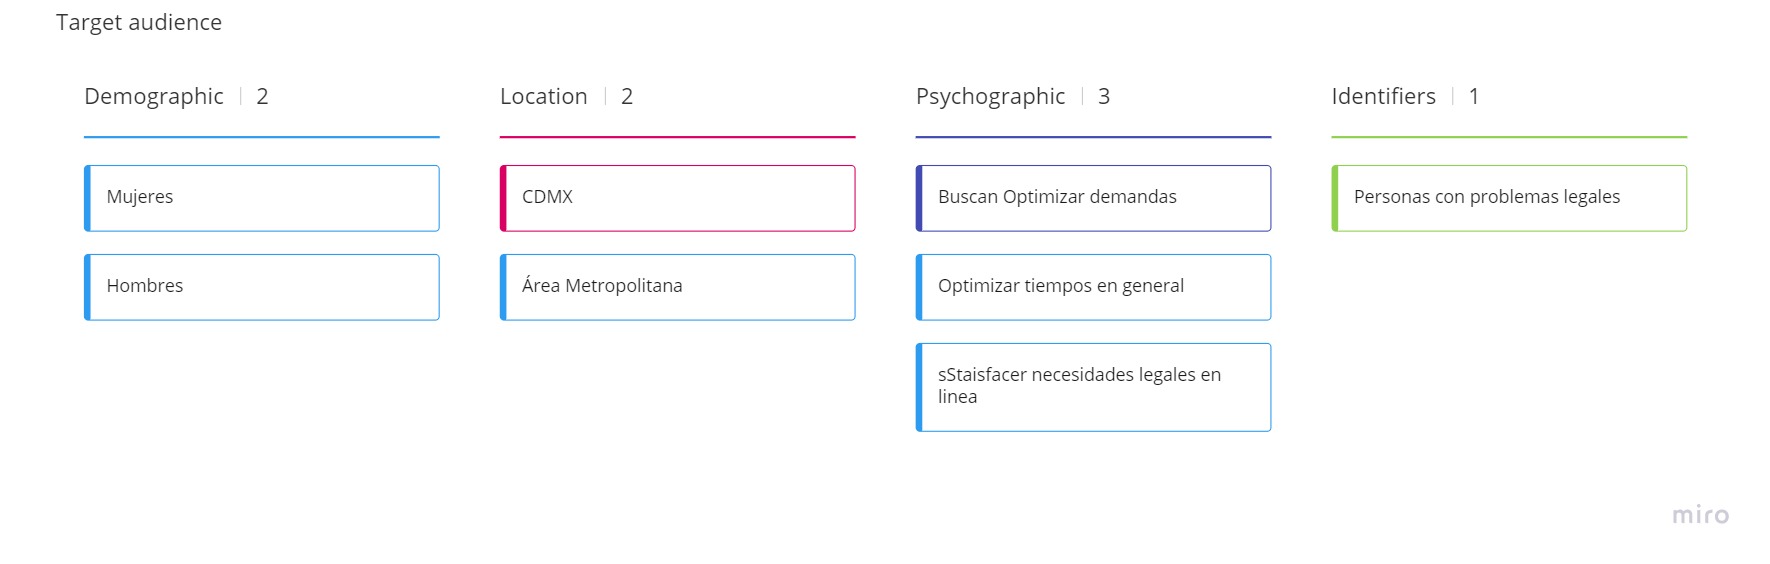 Target audience
Demographic | 2
Mujeres
Hombres
Location | 2
CDMX
Área Metropolitana
Psychographic | 3
Buscan Optimizar demandas
Optimizar tiempos en general
sStaisfacer necesidades legales en
linea
Identifiers | 1
Personas con problemas legales
miro